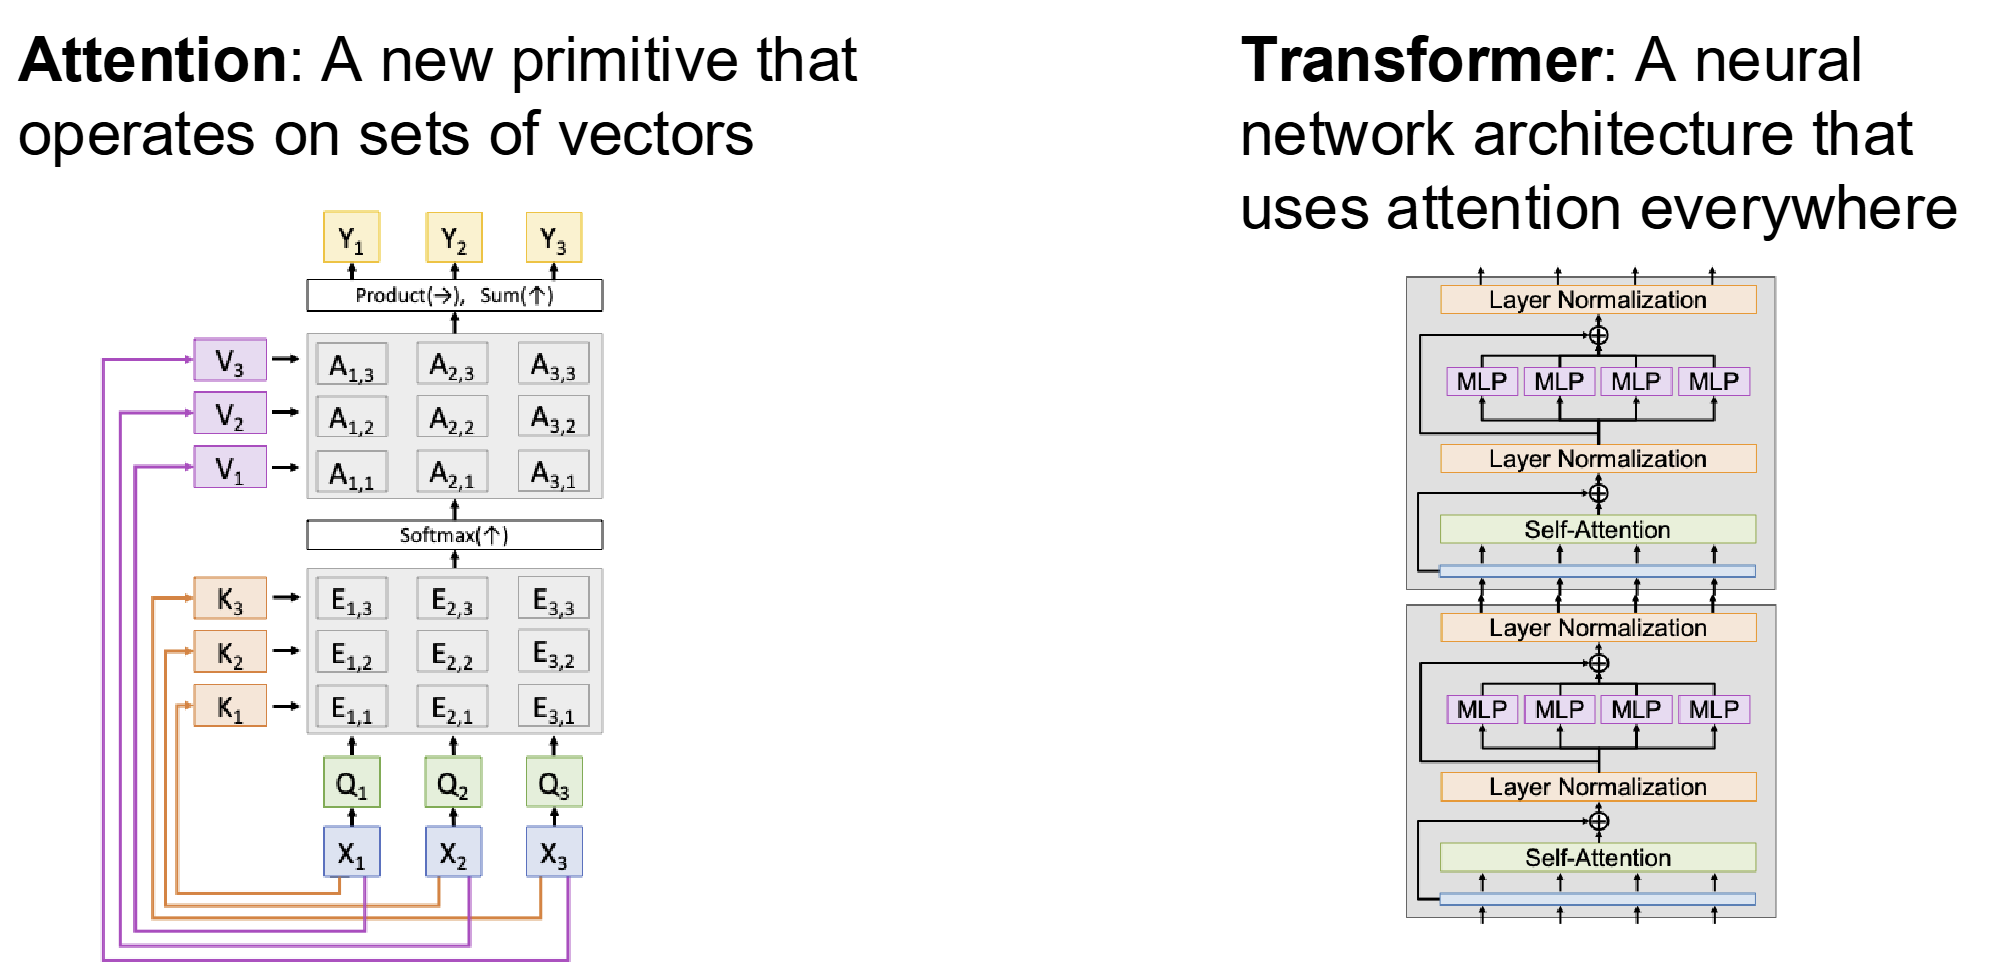 Attention: A new primitive that
operates on sets of vectors
Y1 Y2 Y3
Product(→), Sum(↑)
V3 A1,3 A2,3 A3,3
V2 A1,2 A2,2 A3,2
V1 A1,1 A2,1 A3,1
Softmax(↑)
K3 E1,3 E2,3 E3,3
K2 E1,2 E2,2 E3,2
K1 E1,1 E2,1 E3,1
Q1 Q2 Q3
X1 X2 X3
Transformer: A neural
network architecture that
uses attention everywhere
Layer Normalization
MLP MLP MLP MLP
Layer Normalization
Self-Attention
Layer Normalization
MLP MLP MLP MLP
Layer Normalization
Self-Attention